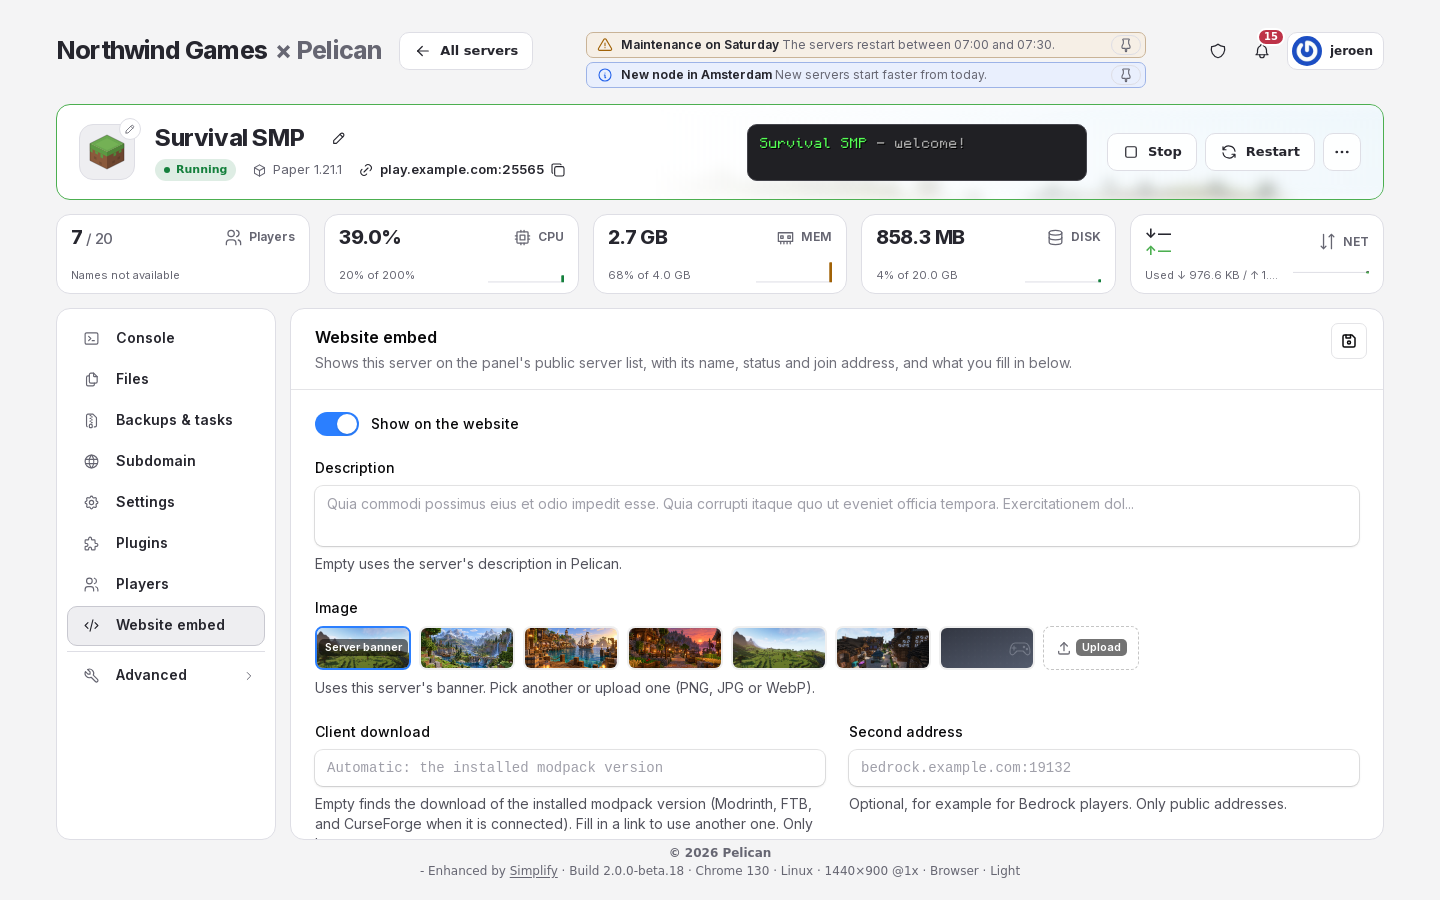 Northwind Games × Pelican
All servers
Maintenance on Saturday The servers restart between 07:00 and 07:30.
New node in Amsterdam New servers start faster from today.
15
jeroen
Survival SMP
Running
Paper 1.21.1
play.example.com:25565
Survival SMP - welcome!
Stop
Restart
7 / 20
Players
Names not available
39.0%
CPU
20% of 200%
2.7 GB
MEM
68% of 4.0 GB
858.3 MB
DISK
4% of 20.0 GB
↓—
↑—
NET
Used ↓ 976.6 KB / ↑ 1....
Console
Files
Backups & tasks
Subdomain
Settings
Plugins
Players
Website embed
Advanced
Website embed
Shows this server on the panel's public server list, with its name, status and join address, and what you fill in below.
Show on the website
Description
Quia commodi possimus eius et odio impedit esse. Quia corrupti itaque quo ut eveniet officia tempora. Exercitationem dol...
Empty uses the server's description in Pelican.
Image
Server banner
Upload
Uses this server's banner. Pick another or upload one (PNG, JPG or WebP).
Client download
Automatic: the installed modpack version
Empty finds the download of the installed modpack version (Modrinth, FTB,
and CurseForge when it is connected). Fill in a link to use another one. Only
Second address
bedrock.example.com:19132
Optional, for example for Bedrock players. Only public addresses.
© 2026 Pelican
- Enhanced by Simplify · Build 2.0.0-beta.18 · Chrome 130 · Linux · 1440×900 @1x · Browser · Light